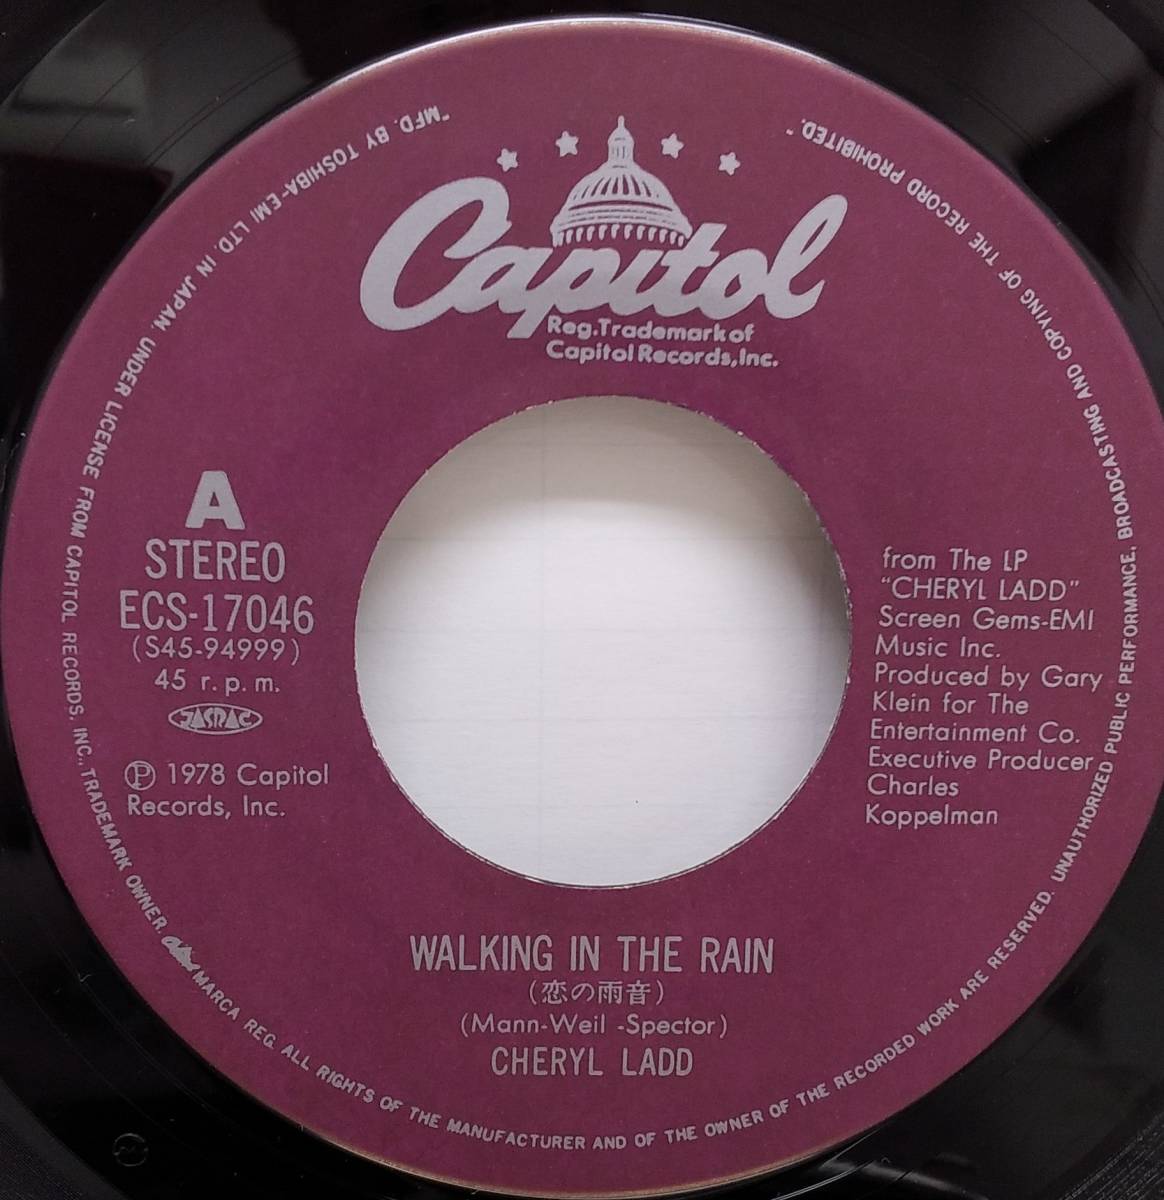 Capitol
Reg.Trademark of
Capitol Records,Inc.
A
STEREO
ECS-17046
(S45-94999)
45 r.p.m.
JASRAC
Ⓟ 1978 Capitol
Records, Inc.
from The LP
"CHERYL LADD"
Screen Gems-EMI
Music Inc.
Produced by Gary
Klein for The
Entertainment Co.
Executive Producer
Charles
Koppelman
WALKING IN THE RAIN
(恋の雨音)
(Mann-Weil -Spector)
CHERYL LADD
"MFD. BY TOSHIBA-EMI LTD. IN JAPAN. UNDER LICENSE FROM CAPITOL RECORDS, INC., TRADEMARK OWNER. Capitol MARCA REG. ALL RIGHTS OF THE MANUFACTURER AND OF THE OWNER OF THE RECORDED WORK ARE RESERVED. UNAUTHORIZED PUBLIC PERFORMANCE, BROADCASTING AND COPYING OF THE RECORD PROHIBITED."